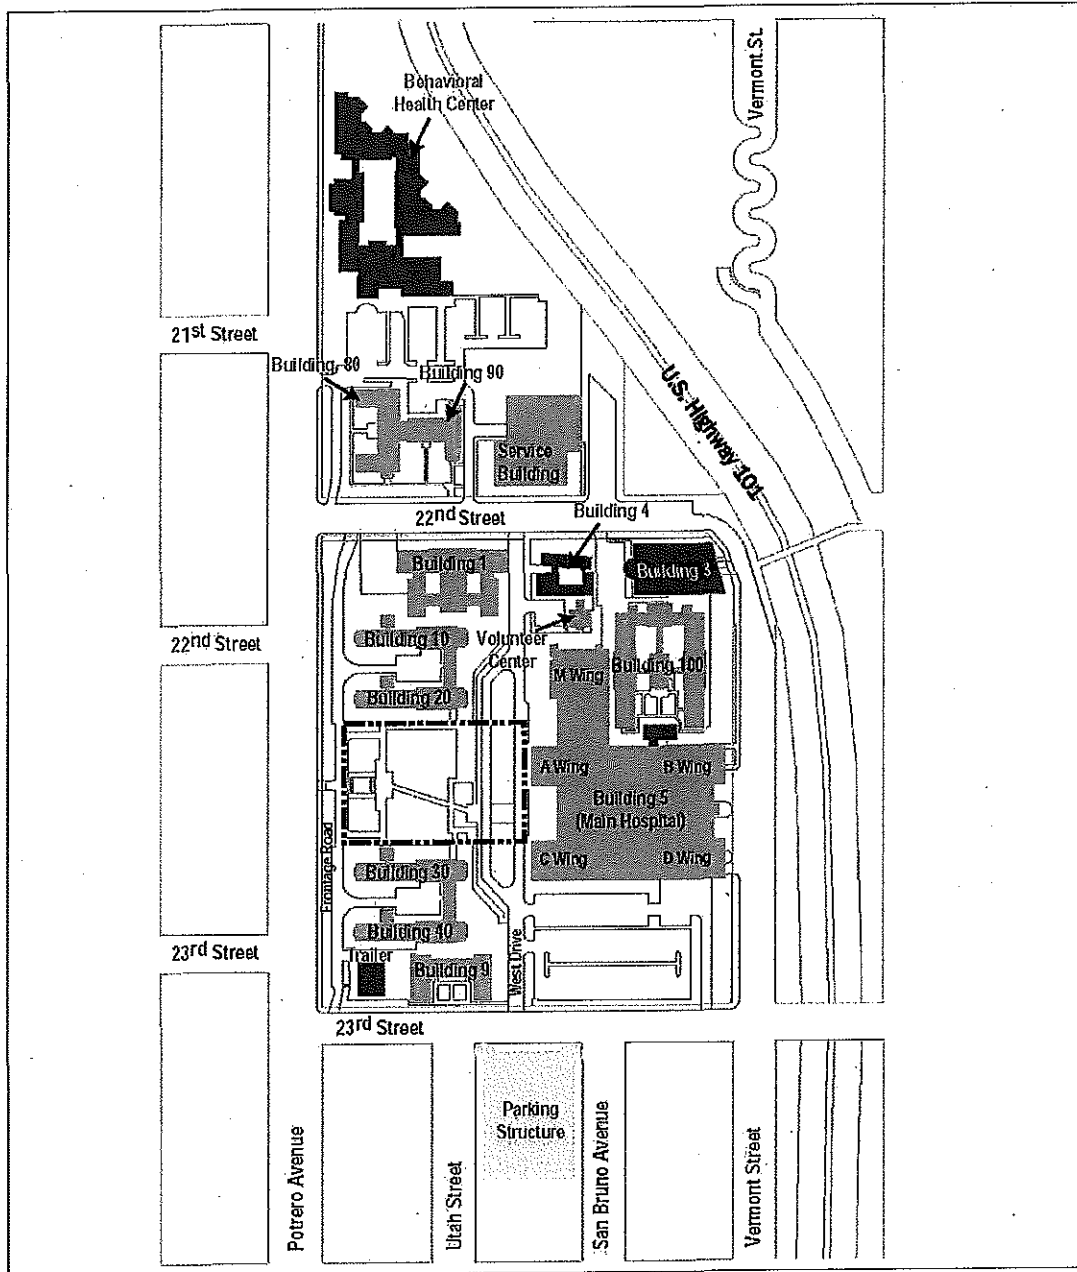 Vermont St.
Behavioral
Health Center
21st Street
Building 80
Building 90
U.S. Highway 101
Service
Building
22nd Street
Building 4
Building 1
Building 3
22nd Street
Building 10
Volunteer
Center
Building 100
M Wing
Building 20
A Wing
B Wing
Building 5
(Main Hospital)
C Wing
D Wing
Frontage Road
Building 30
Building 40
23rd Street
Trailer
Building 9
West Drive
23rd Street
Parking
Structure
Potrero Avenue
Utah Street
San Bruno Avenue
Vermont Street